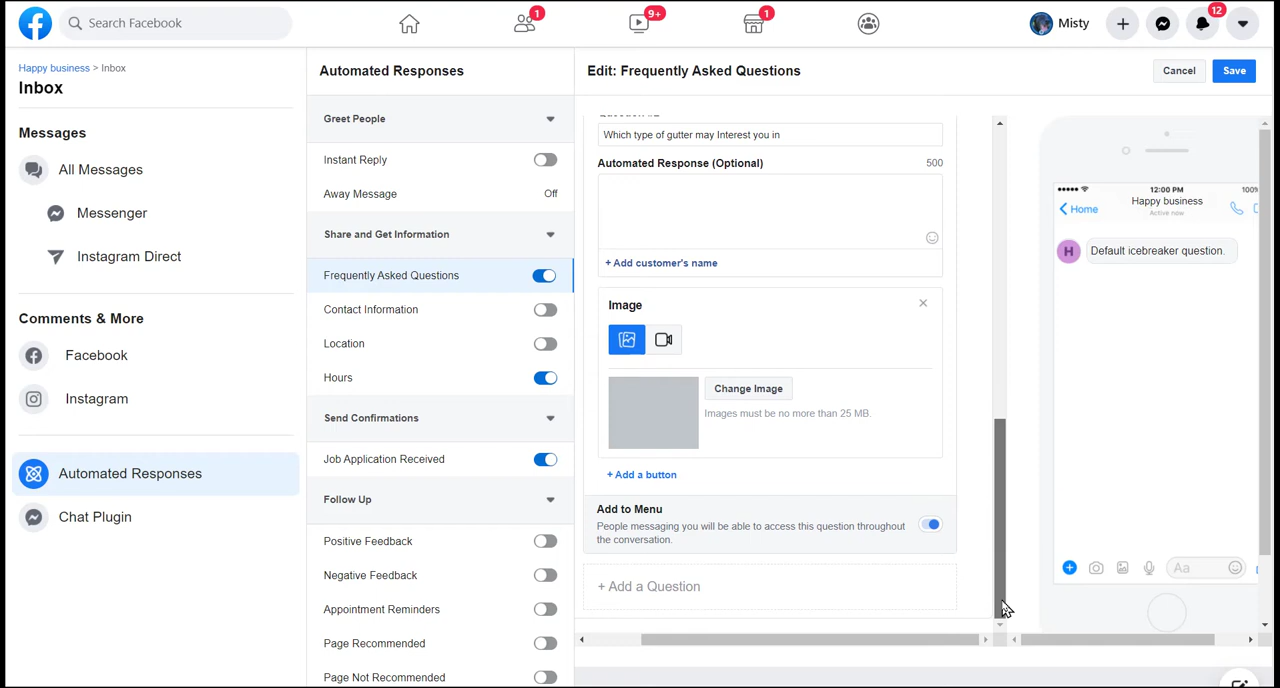 Search Facebook
1
9+
1
Misty
12
Happy business > Inbox
Inbox
Messages
All Messages
Messenger
Instagram Direct
Comments & More
Facebook
Instagram
Automated Responses
Chat Plugin
Automated Responses
Greet People
Instant Reply
Away Message Off
Share and Get Information
Frequently Asked Questions
Contact Information
Location
Hours
Send Confirmations
Job Application Received
Follow Up
Positive Feedback
Negative Feedback
Appointment Reminders
Page Recommended
Page Not Recommended
Edit: Frequently Asked Questions
Cancel
Save
Which type of gutter may Interest you in
Automated Response (Optional) 500
+ Add customer's name
Image
Change Image
Images must be no more than 25 MB.
+ Add a button
Add to Menu
People messaging you will be able to access this question throughout
the conversation.
+ Add a Question
12:00 PM
100%
Home
Happy business
Active now
H
Default icebreaker question.
Aa